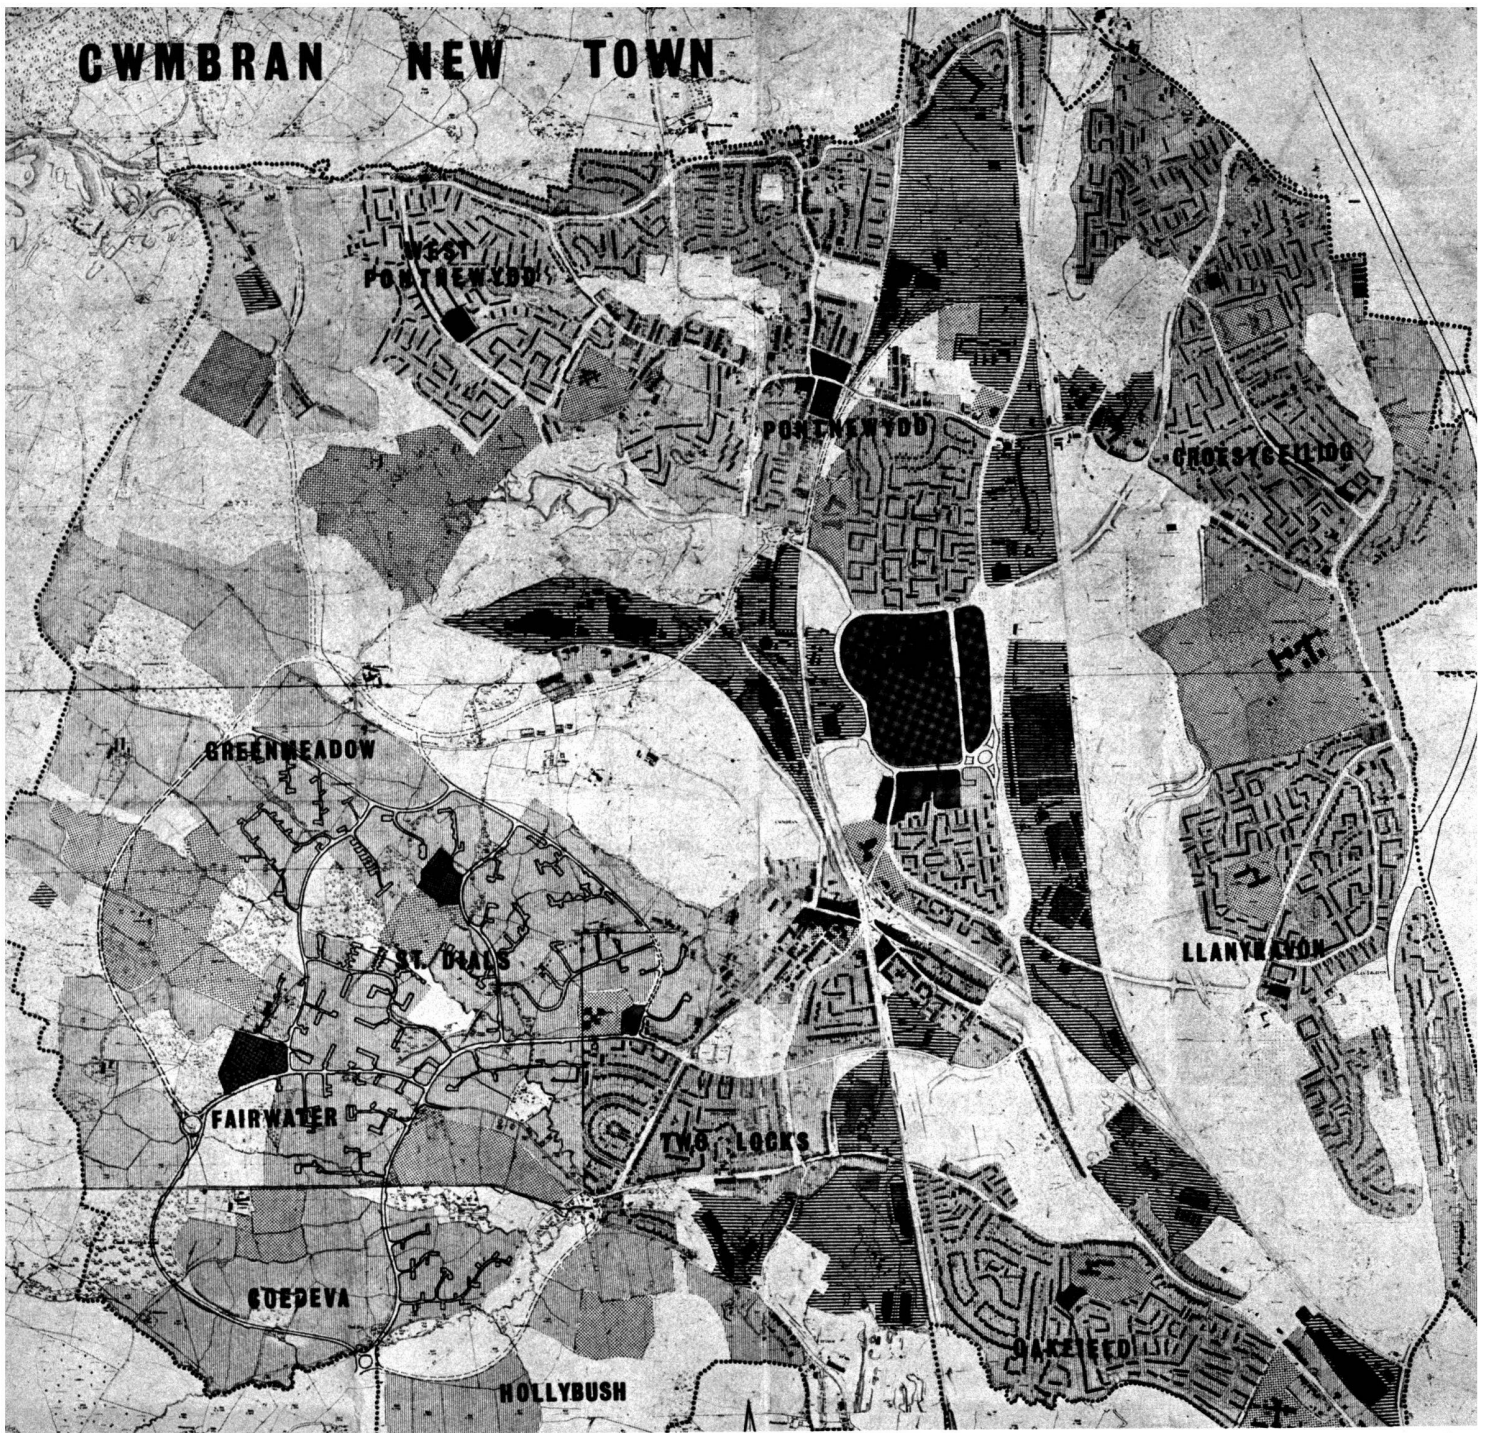 CWMBRAN NEW TOWN
WEST
PONTNEWYDD
PONTNEWYDD
CROESYCEILIOG
GREENMEADOW
ST. DIALS
LLANYRAVON
FAIRWATER
TWO LOCKS
COEDEVA
OAKFIELD
HOLLYBUSH